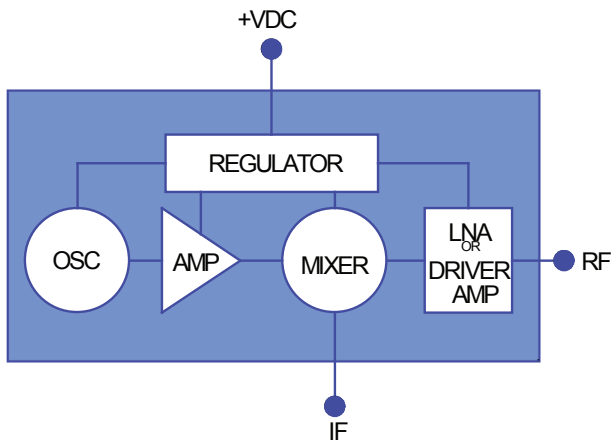 +VDC
REGULATOR
OSC
AMP
MIXER
LNA
OR
DRIVER
AMP
RF
IF